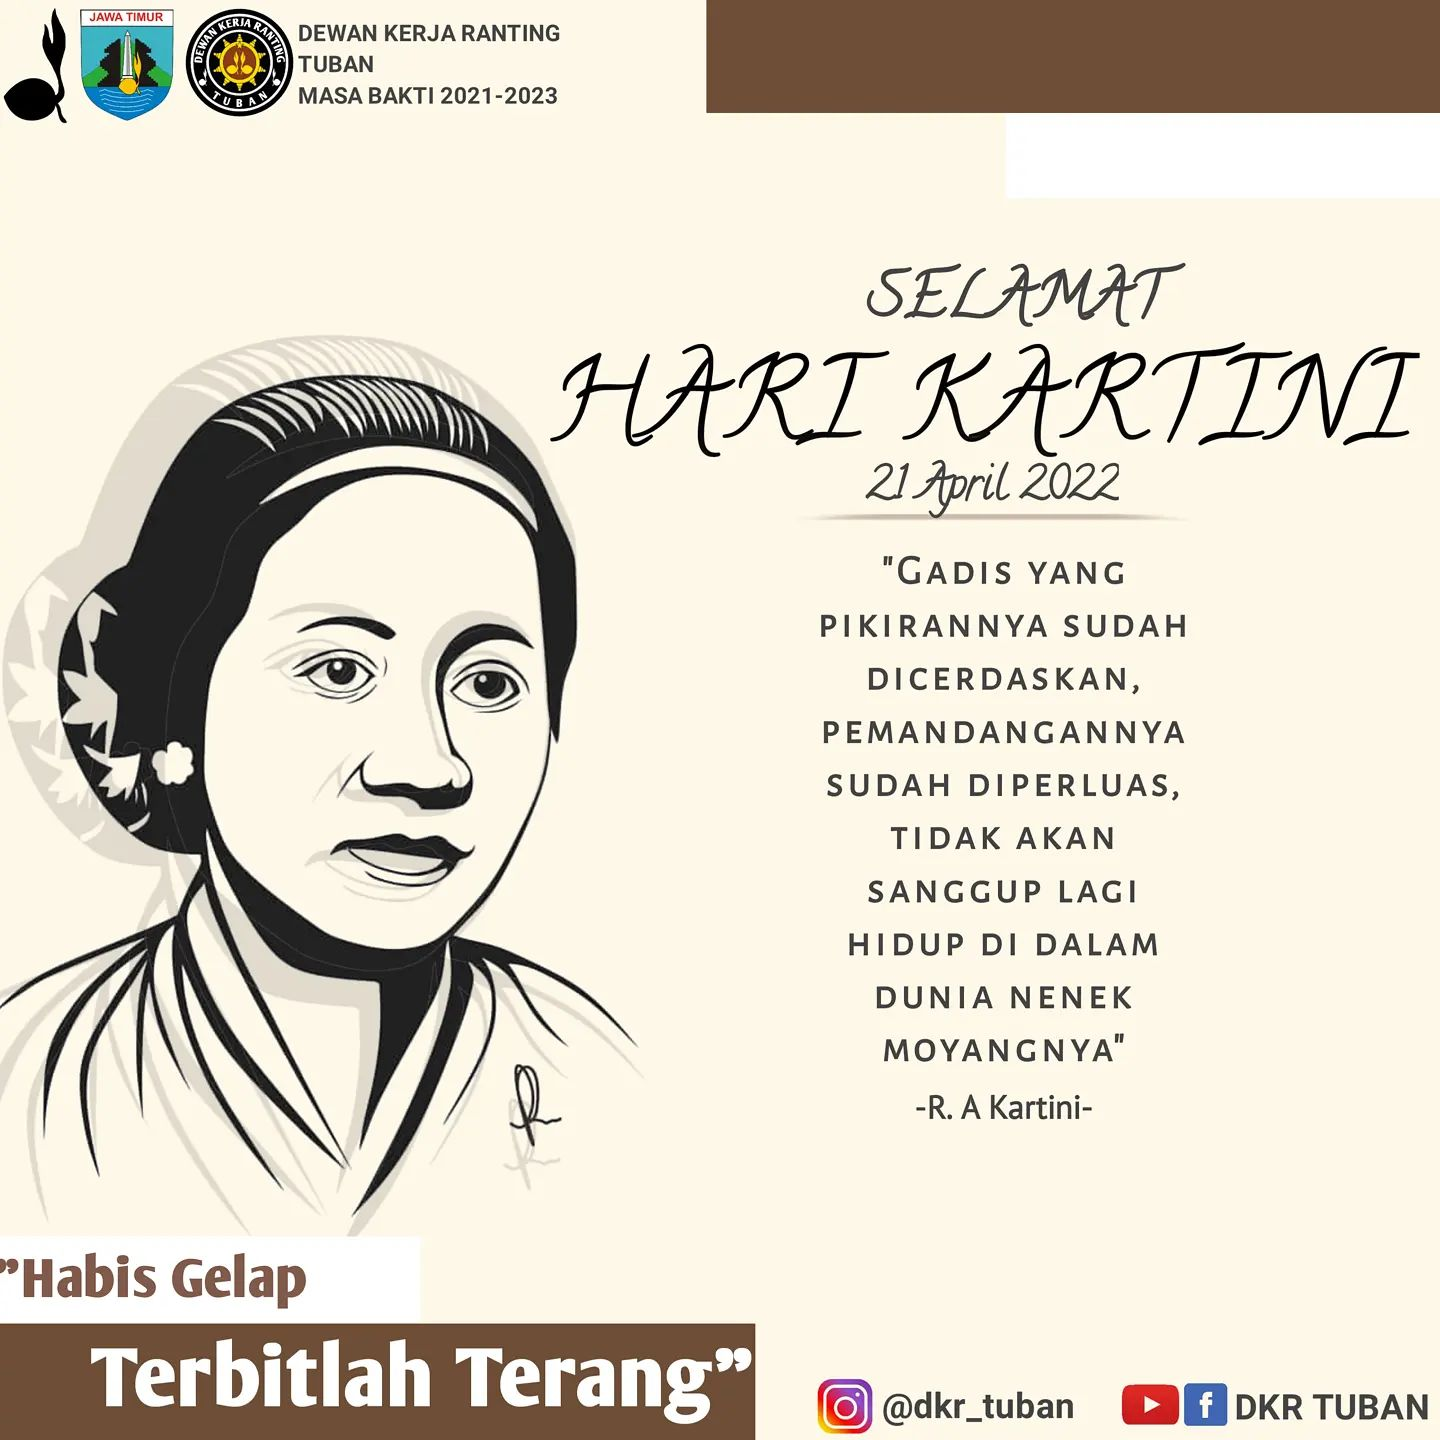 JAWA TIMUR
DEWAN KERJA RANTING
TUBAN
DEWAN KERJA RANTING
TUBAN
MASA BAKTI 2021-2023
SELAMAT
HARI KARTINI
21 April 2022
"GADIS YANG
PIKIRANNYA SUDAH
DICERDASKAN,
PEMANDANGANNYA
SUDAH DIPERLUAS,
TIDAK AKAN
SANGGUP LAGI
HIDUP DI DALAM
DUNIA NENEK
MOYANGNYA"
-R. A Kartini-
”Habis Gelap
Terbitlah Terang”
@dkr_tuban
f DKR TUBAN